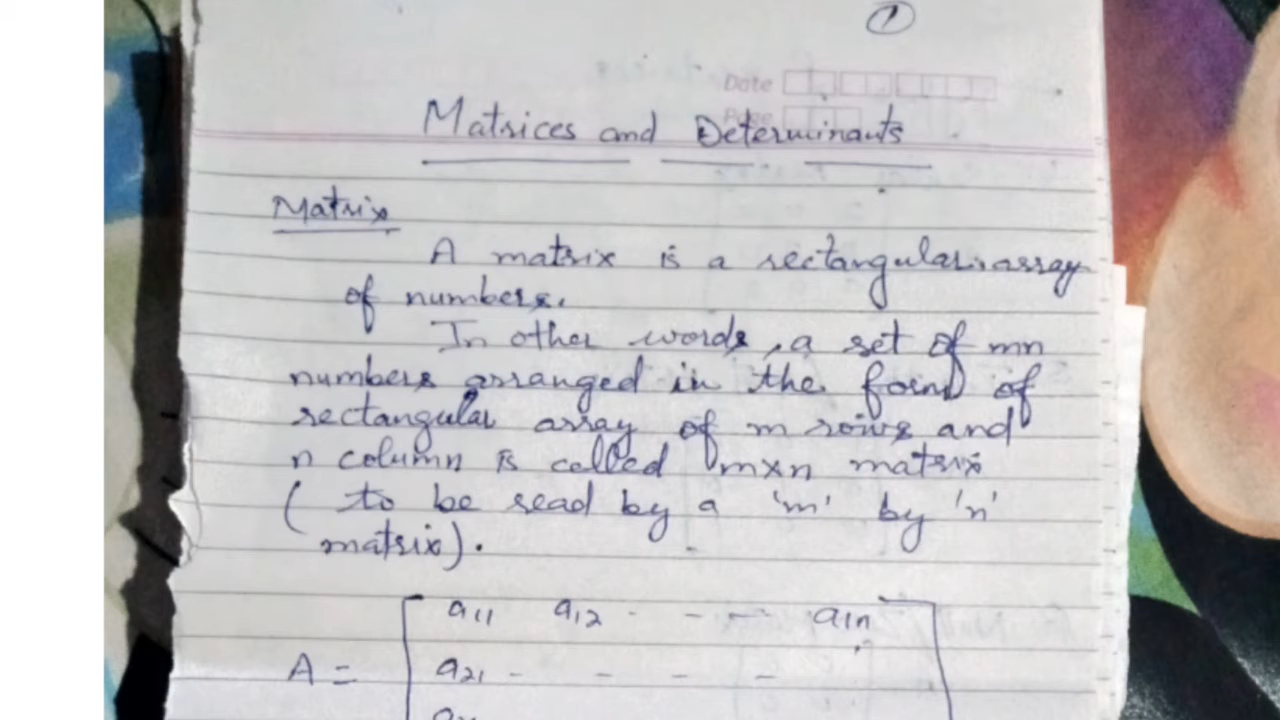 1
Date
Page
Matrices and Determinants
Matrix
A matrix is a rectangular array
of numbers.
In other words, a set of mn
numbers arranged in the form of
rectangular array of m rows and
n column is called mxn matrix
( to be read by a 'm' by 'n'
matrix).
a11 a12 - - - a1n
A = a21 - - - -